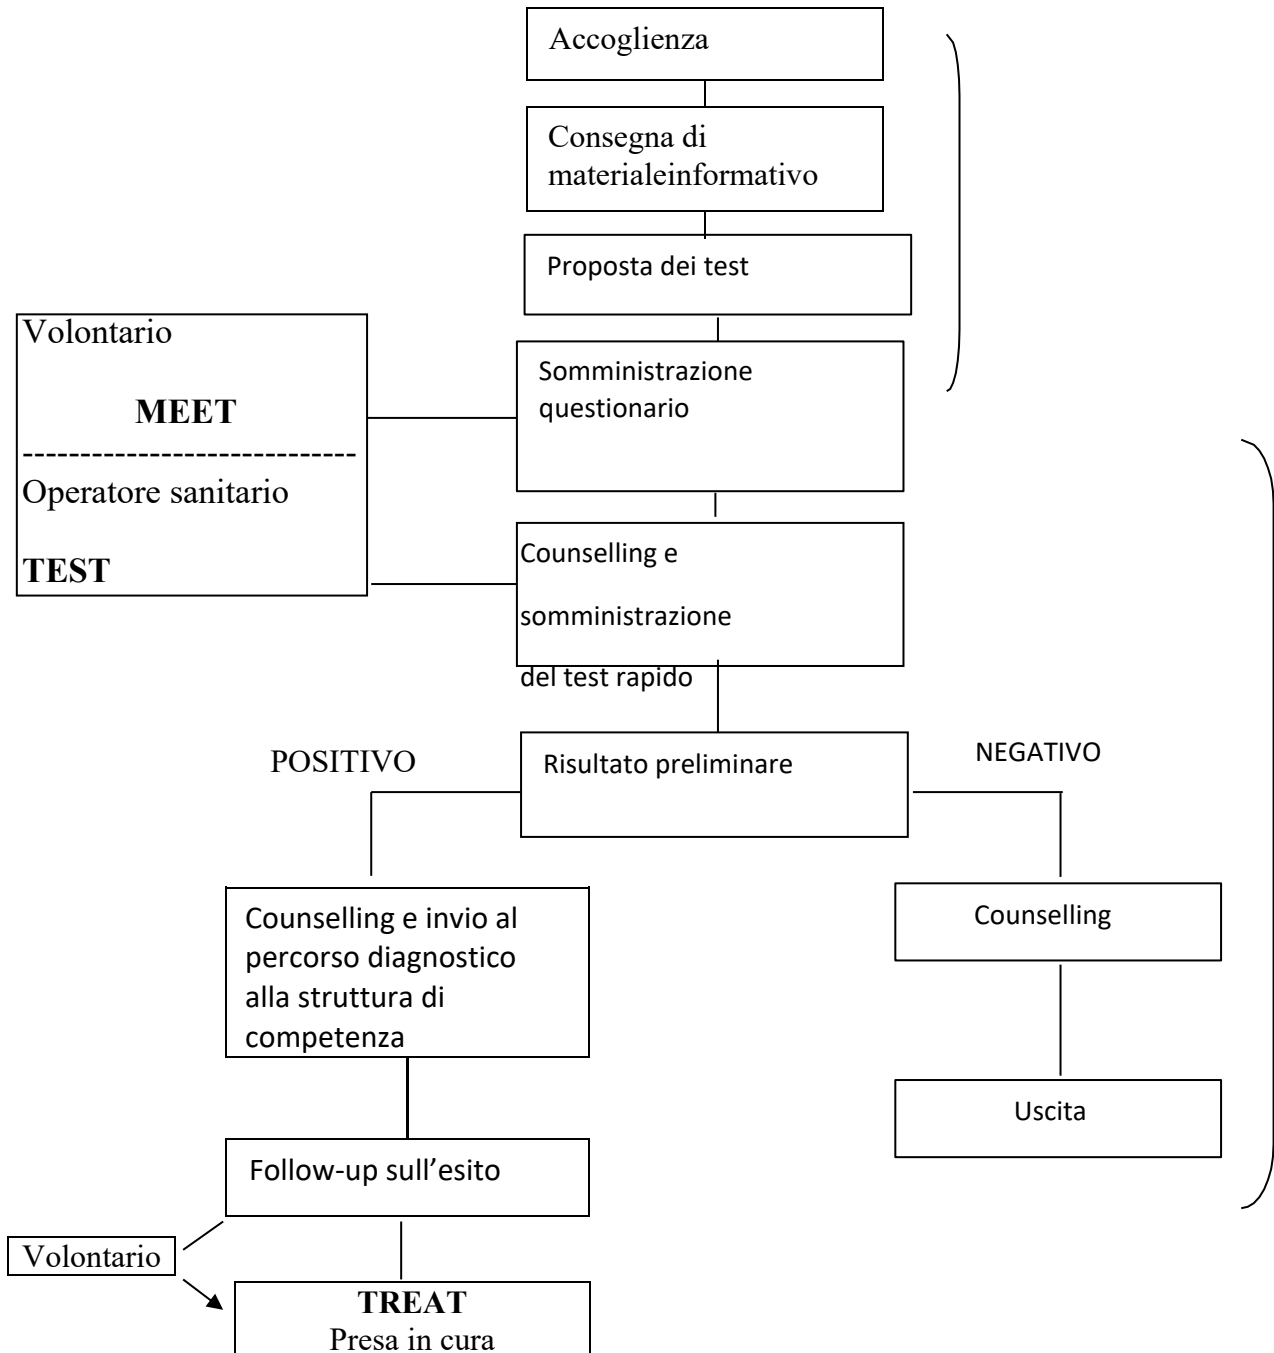 Accoglienza
Consegna di
materialeinformativo
Proposta dei test
Volontario
MEET
------------------------------
Operatore sanitario
TEST
Somministrazione
questionario
Counselling e
somministrazione
del test rapido
POSITIVO
Risultato preliminare
NEGATIVO
Counselling e invio al
percorso diagnostico
alla struttura di
competenza
Counselling
Uscita
Follow-up sull’esito
Volontario
TREAT
Presa in cura